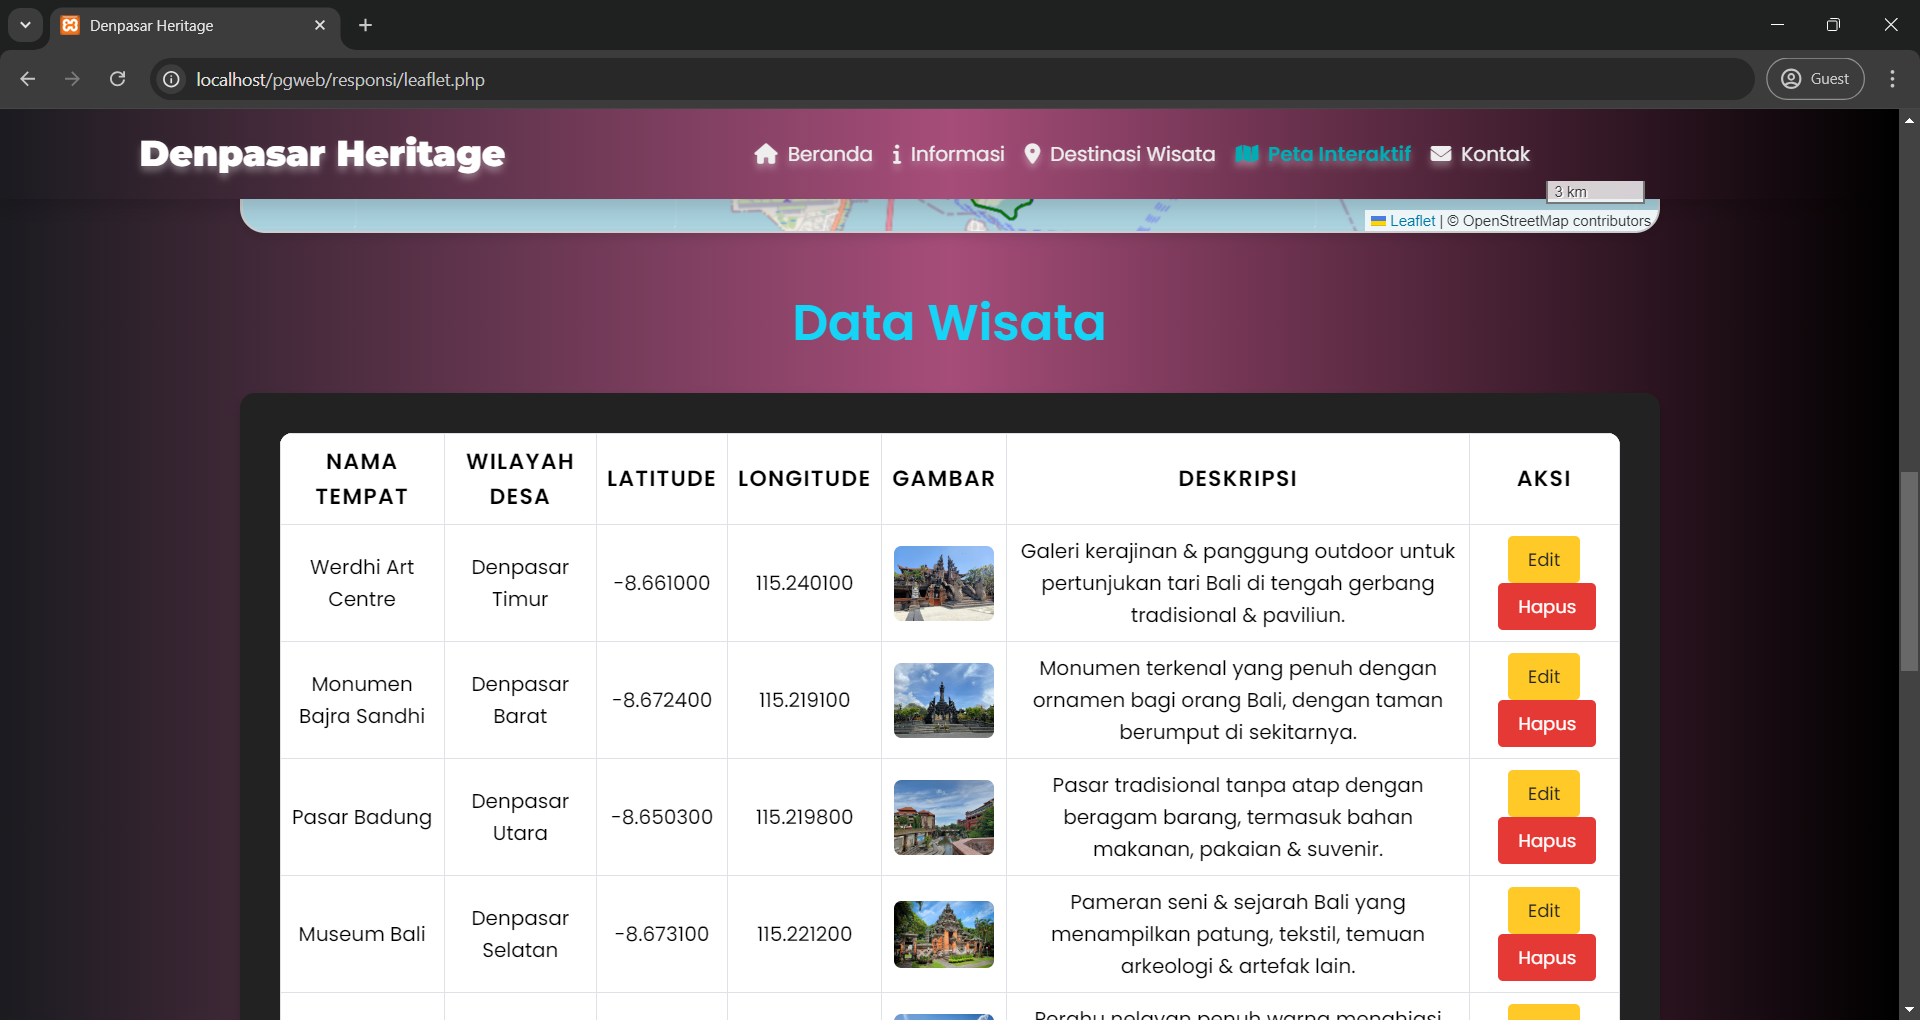 Denpasar Heritage
localhost/pgweb/responsi/leaflet.php
Guest
Denpasar Heritage
Beranda
Informasi
Destinasi Wisata
Peta Interaktif
Kontak
3 km
Leaflet | © OpenStreetMap contributors
Data Wisata
NAMA
TEMPAT
WILAYAH
DESA
LATITUDE
LONGITUDE
GAMBAR
DESKRIPSI
AKSI
Werdhi Art
Centre
Denpasar
Timur
-8.661000
115.240100
Galeri kerajinan & panggung outdoor untuk
pertunjukan tari Bali di tengah gerbang
tradisional & paviliun.
Edit
Hapus
Monumen
Bajra Sandhi
Denpasar
Barat
-8.672400
115.219100
Monumen terkenal yang penuh dengan
ornamen bagi orang Bali, dengan taman
berumput di sekitarnya.
Edit
Hapus
Pasar Badung
Denpasar
Utara
-8.650300
115.219800
Pasar tradisional tanpa atap dengan
beragam barang, termasuk bahan
makanan, pakaian & suvenir.
Edit
Hapus
Museum Bali
Denpasar
Selatan
-8.673100
115.221200
Pameran seni & sejarah Bali yang
menampilkan patung, tekstil, temuan
arkeologi & artefak lain.
Edit
Hapus
Perahu nelayan penuh warna menghiasi